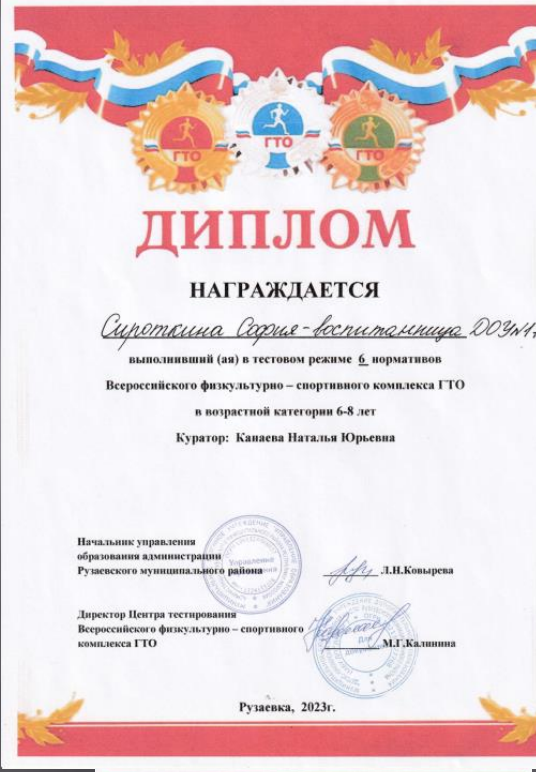 ГТО
ГТО
ГТО
ДИПЛОМ
НАГРАЖДАЕТСЯ
Сироткина София - воспитанница ДОУ№1
выполнивший (ая) в тестовом режиме 6 нормативов
Всероссийского физкультурно – спортивного комплекса ГТО
в возрастной категории 6-8 лет
Куратор: Канаева Наталья Юрьевна
Начальник управления
образования администрации
Рузаевского муниципального района Л.Н.Ковырева
Управление
Директор Центра тестирования
Всероссийского физкультурно – спортивного
комплекса ГТО М.Г.Калинина
Для
Рузаевка, 2023г.